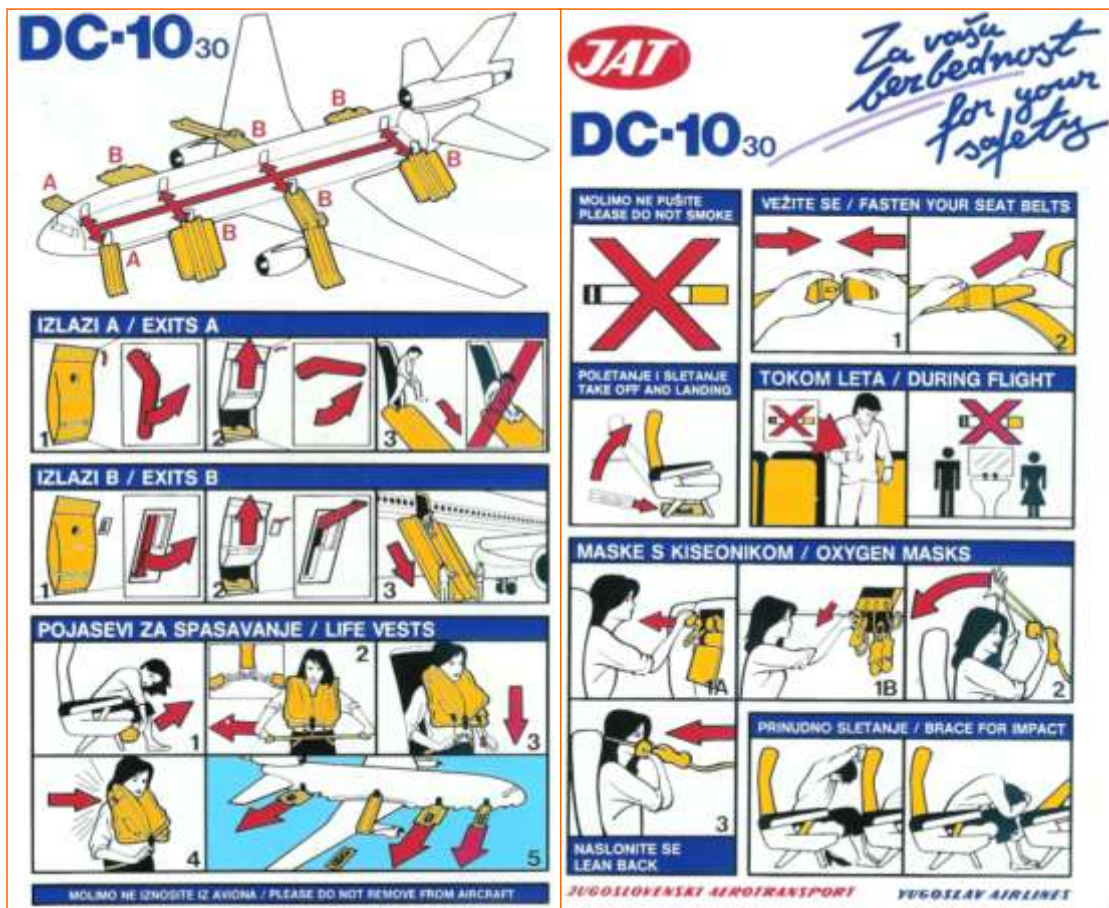 DC-10 30
B
B
B
A
B
B
B
A
IZLAZI A / EXITS A
1
2
3
IZLAZI B / EXITS B
1
2
3
POJASEVI ZA SPASAVANJE / LIFE VESTS
1
2
3
4
5
MOLIMO NE IZNOSITE IZ AVIONA / PLEASE DO NOT REMOVE FROM AIRCRAFT
JAT
Za vašu
bezbednost
for your
safety
DC-10 30
MOLIMO NE PUŠITE
PLEASE DO NOT SMOKE
VEŽITE SE / FASTEN YOUR SEAT BELTS
1
2
POLETANJE I SLETANJE
TAKE OFF AND LANDING
TOKOM LETA / DURING FLIGHT
MASKE S KISEONIKOM / OXYGEN MASKS
1A
1B
2
3
NASLONITE SE
LEAN BACK
PRINUDNO SLETANJE / BRACE FOR IMPACT
JUGOSLOVENSKI AEROTRANSPORT
YUGOSLAV AIRLINES